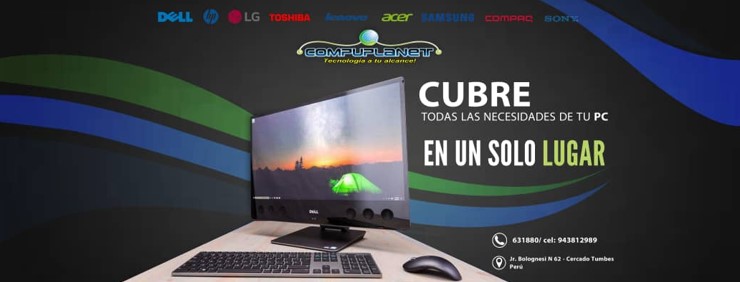 DELL hp LG TOSHIBA Lenovo acer SAMSUNG COMPAQ SONY
COMPUPLANET
Tecnología a tu alcance!
CUBRE
TODAS LAS NECESIDADES DE TU PC
EN UN SOLO LUGAR
DELL
631880/ cel: 943812989
Jr. Bolognesi N 62 - Cercado Tumbes
Perú